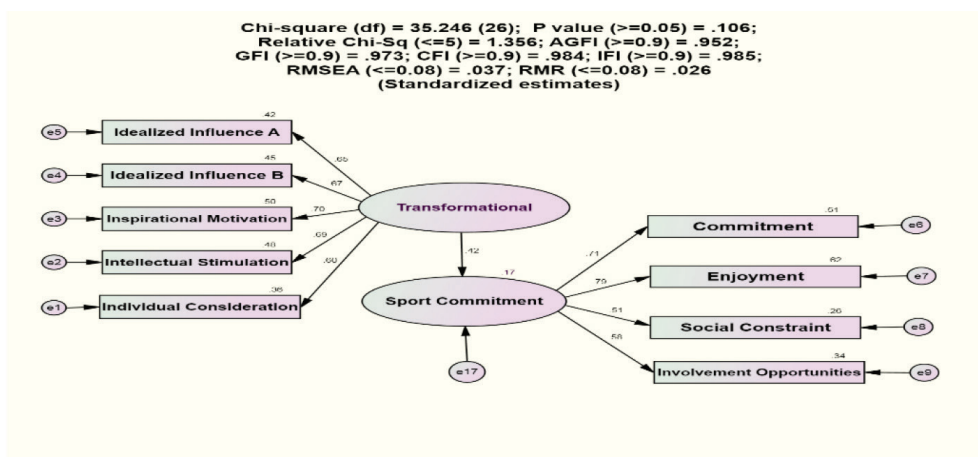 Chi-square (df) = 35.246 (26); P value (>=0.05) = .106;
Relative Chi-Sq (<=5) = 1.356; AGFI (>=0.9) = .952;
GFI (>=0.9) = .973; CFI (>=0.9) = .984; IFI (>=0.9) = .985;
RMSEA (<=0.08) = .037; RMR (<=0.08) = .026
(Standardized estimates)
.42
e5 Idealized Influence A
.65
.45
e4 Idealized Influence B
.67
.50
e3 Inspirational Motivation
.70
e2 Intellectual Stimulation
.69
.36
e1 Individual Consideration
.60
Transformational
.42
.17
Sport Commitment
e17
.51
Commitment e6
.71
.62
Enjoyment e7
.79
.26
Social Constraint e8
.51
.34
Involvement Opportunities e9
.58